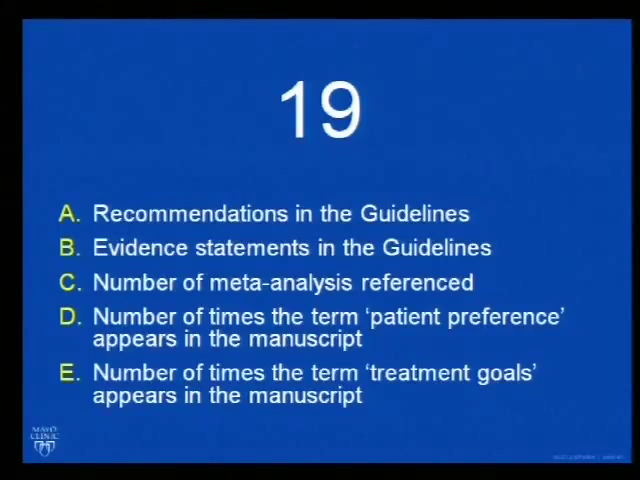 19
A. Recommendations in the Guidelines
B. Evidence statements in the Guidelines
C. Number of meta-analysis referenced
D. Number of times the term ‘patient preference’
appears in the manuscript
E. Number of times the term ‘treatment goals’
appears in the manuscript
MAYO
CLINIC